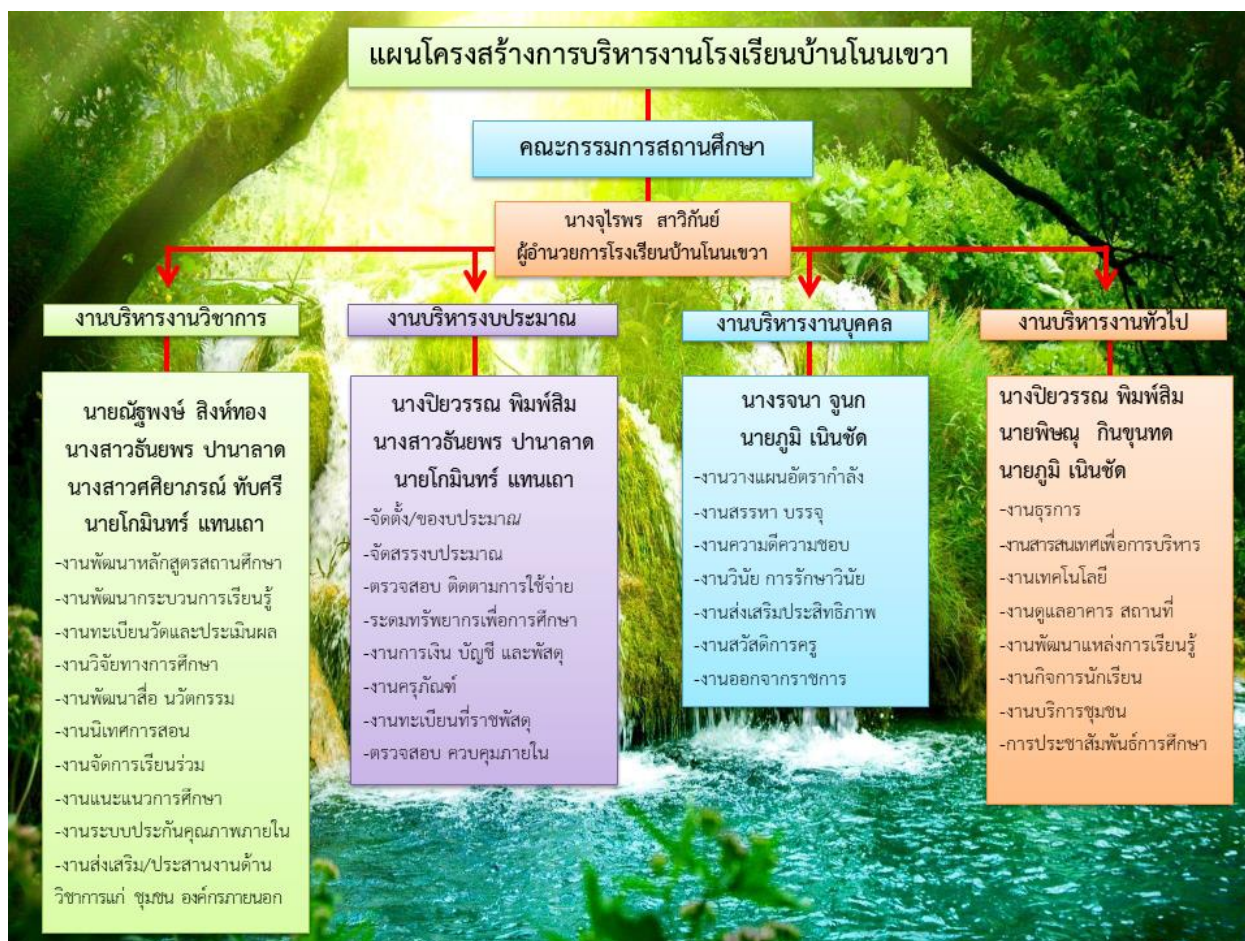 แผนโครงสร้างการบริหารงานโรงเรียนบ้านโนนเขวา
คณะกรรมการสถานศึกษา
นางจุไรพร สาวิกันย์
ผู้อำนวยการโรงเรียนบ้านโนนเขวา
งานบริหารงานวิชาการ
นายณัฐพงษ์ สิงห์ทอง
นางสาวธันยพร ปานาลาด
นางสาวศศิยาภรณ์ ทับศรี
นายโกมินทร์ แทนเถา
-งานพัฒนาหลักสูตรสถานศึกษา
-งานพัฒนากระบวนการเรียนรู้
-งานทะเบียนวัดและประเมินผล
-งานวิจัยทางการศึกษา
-งานพัฒนาสื่อ นวัตกรรม
-งานนิเทศการสอน
-งานจัดการเรียนร่วม
-งานแนะแนวการศึกษา
-งานระบบประกันคุณภาพภายใน
-งานส่งเสริม/ประสานงานด้าน
วิชาการแก่ ชุมชน องค์กรภายนอก
งานบริหารงบประมาณ
นางปิยวรรณ พิมพ์สิม
นางสาวธันยพร ปานาลาด
นายโกมินทร์ แทนเถา
-จัดตั้ง/ของบประมาณ
-จัดสรรงบประมาณ
-ตรวจสอบ ติดตามการใช้จ่าย
-ระดมทรัพยากรเพื่อการศึกษา
-งานการเงิน บัญชี และพัสดุ
-งานครุภัณฑ์
-งานทะเบียนที่ราชพัสดุ
-ตรวจสอบ ควบคุมภายใน
งานบริหารงานบุคคล
นางรจนา จูนก
นายภูมิ เนินชัด
-งานวางแผนอัตรากำลัง
-งานสรรหา บรรจุ
-งานความดีความชอบ
-งานวินัย การรักษาวินัย
-งานส่งเสริมประสิทธิภาพ
-งานสวัสดิการครู
-งานออกจากราชการ
งานบริหารงานทั่วไป
นางปิยวรรณ พิมพ์สิม
นายพิษณุ กินขุนทด
นายภูมิ เนินชัด
-งานธุรการ
-งานสารสนเทศเพื่อการบริหาร
-งานเทคโนโลยี
-งานดูแลอาคาร สถานที่
-งานพัฒนาแหล่งการเรียนรู้
-งานกิจการนักเรียน
-งานบริการชุมชน
-การประชาสัมพันธ์การศึกษา